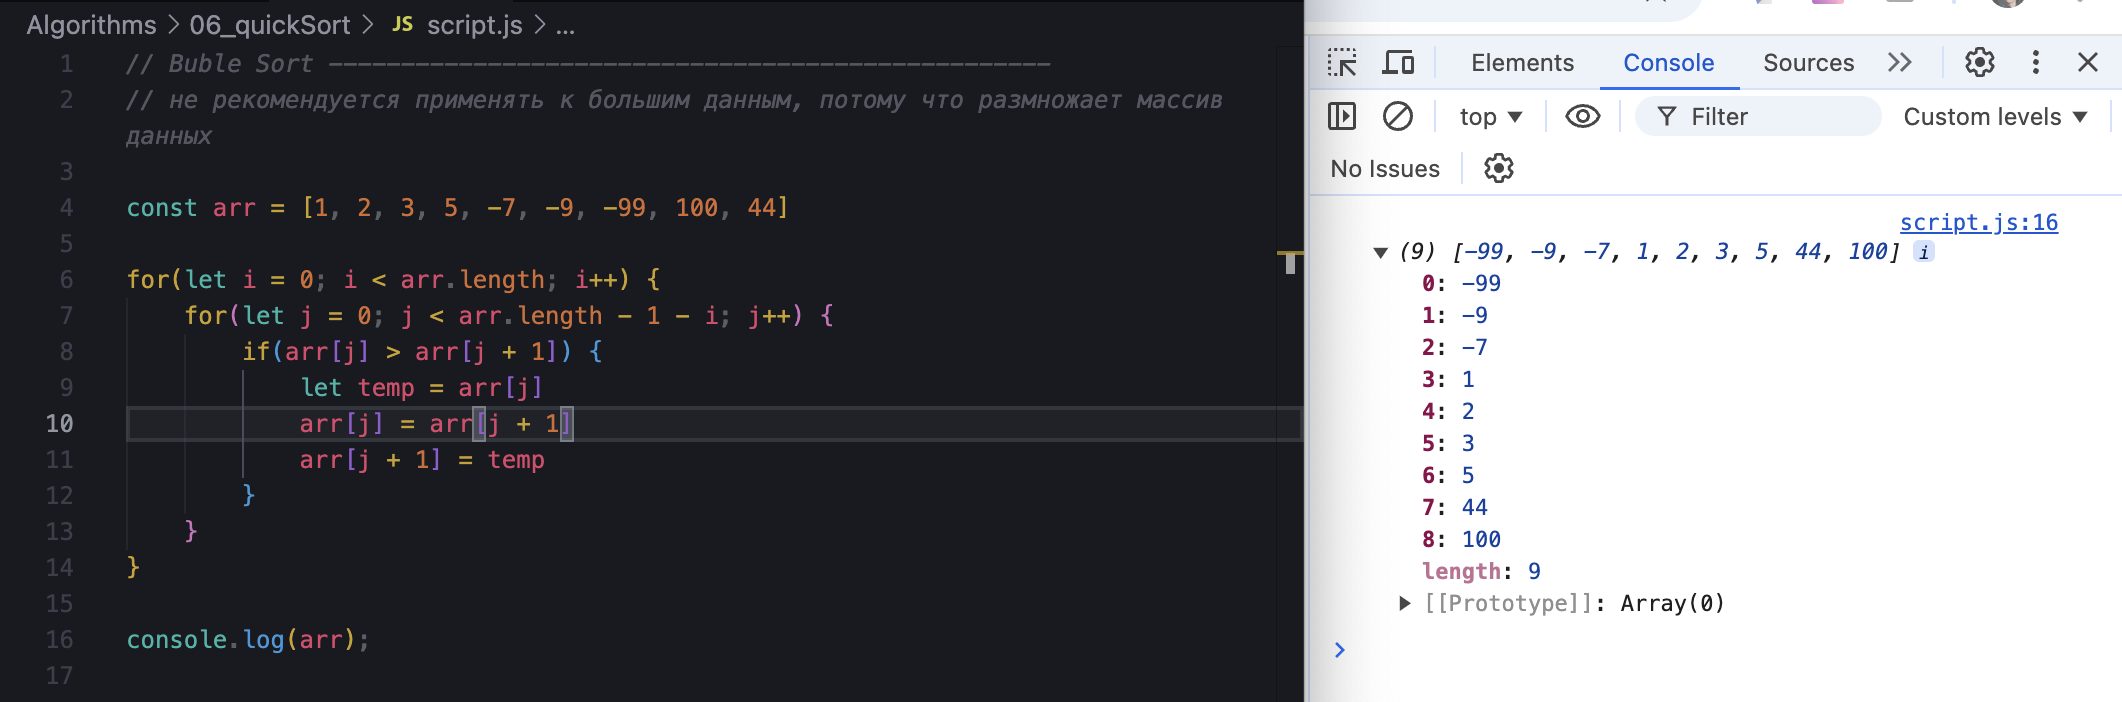 Algorithms > 06_quickSort > JS script.js > ...
1 // Buble Sort --------------------------------------------------
2 // не рекомендуется применять к большим данным, потому что размножает массив
данных
3
4 const arr = [1, 2, 3, 5, -7, -9, -99, 100, 44]
5
6 for(let i = 0; i < arr.length; i++) {
7 for(let j = 0; j < arr.length - 1 - i; j++) {
8 if(arr[j] > arr[j + 1]) {
9 let temp = arr[j]
10 arr[j] = arr[j + 1]
11 arr[j + 1] = temp
12 }
13 }
14 }
15
16 console.log(arr);
17
Elements Console Sources
top Filter Custom levels
No Issues
script.js:16
(9) [-99, -9, -7, 1, 2, 3, 5, 44, 100] i
0: -99
1: -9
2: -7
3: 1
4: 2
5: 3
6: 5
7: 44
8: 100
length: 9
[[Prototype]]: Array(0)